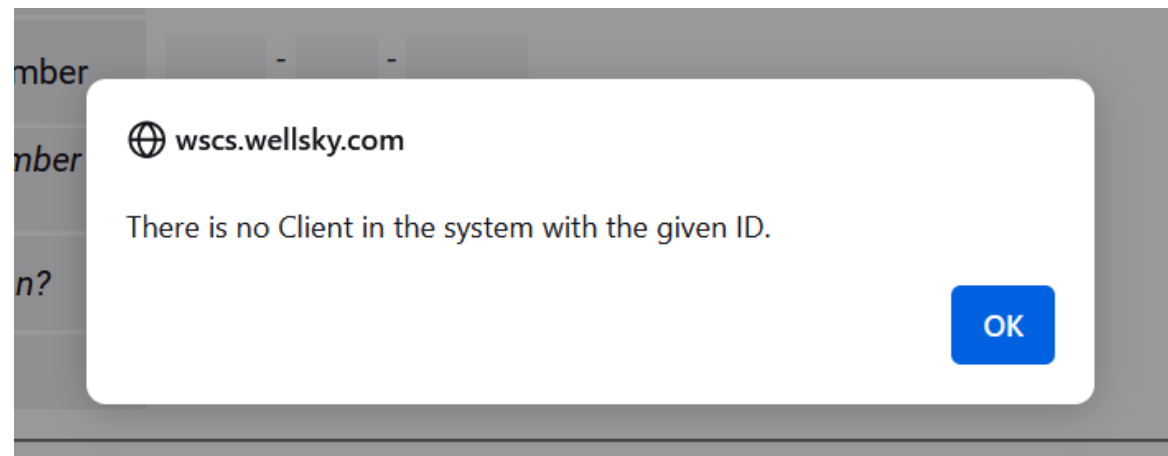 mber
- -
wscs.wellsky.com
mber
There is no Client in the system with the given ID.
n?
OK